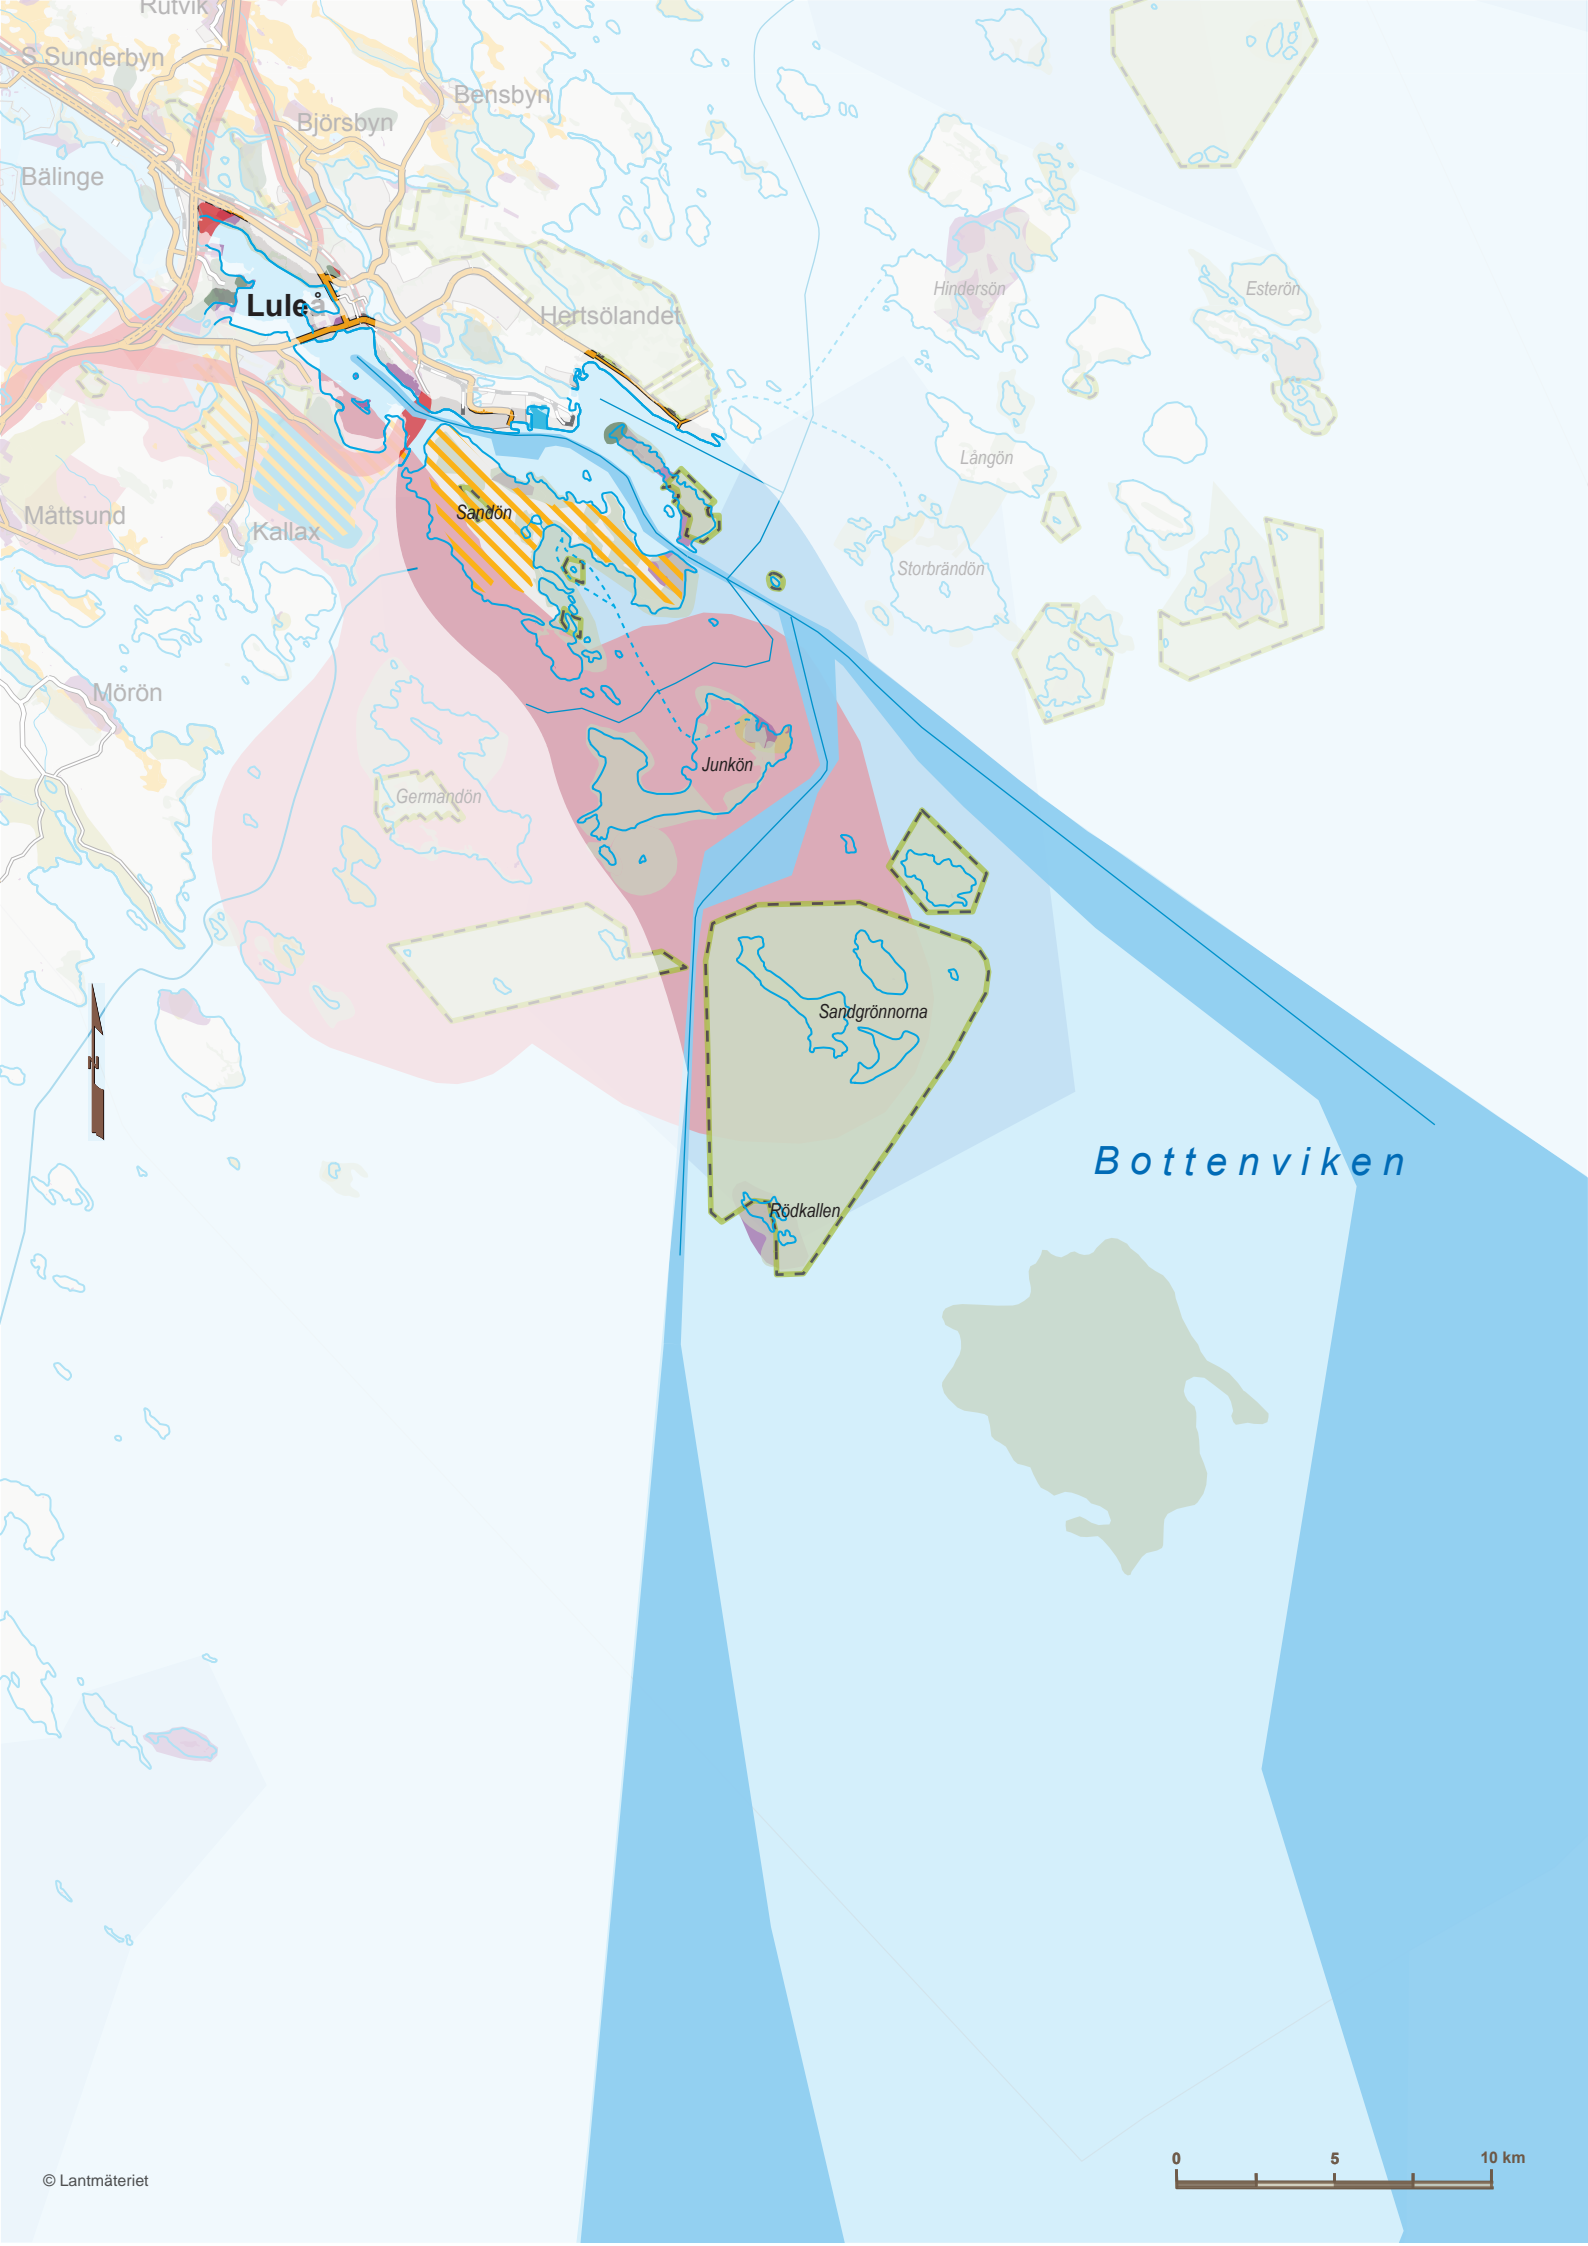 Rutvik
S Sunderbyn
Bensbyn
Björsbyn
Bälinge
Luleå
Hertsölandet
Hindersön
Esterön
Långön
Måttsund
Sandön
Kallax
Storbrändön
Mörön
Junkön
Germandön
Sandgrönnorna
N
Bottenviken
Rödkallen
0 5 10 km
© Lantmäteriet